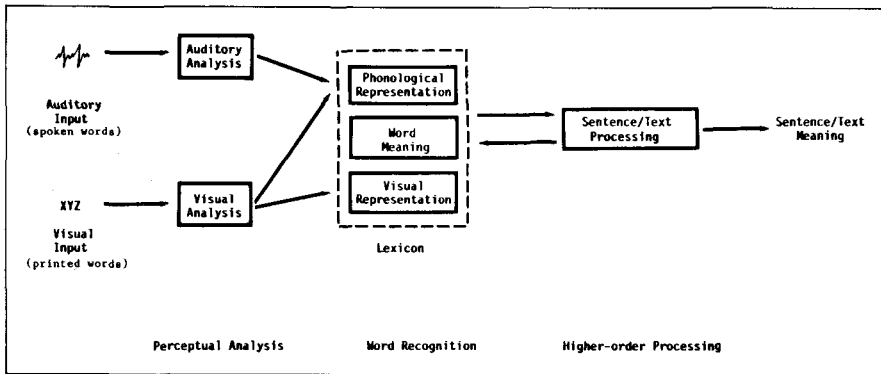 Auditory
Analysis
Auditory
Input
(spoken words)
XYZ
Visual
Input
(printed words)
Visual
Analysis
Phonological
Representation
Word
Meaning
Visual
Representation
Lexicon
Sentence/Text
Processing
Sentence/Text
Meaning
Perceptual Analysis
Word Recognition
Higher-order Processing